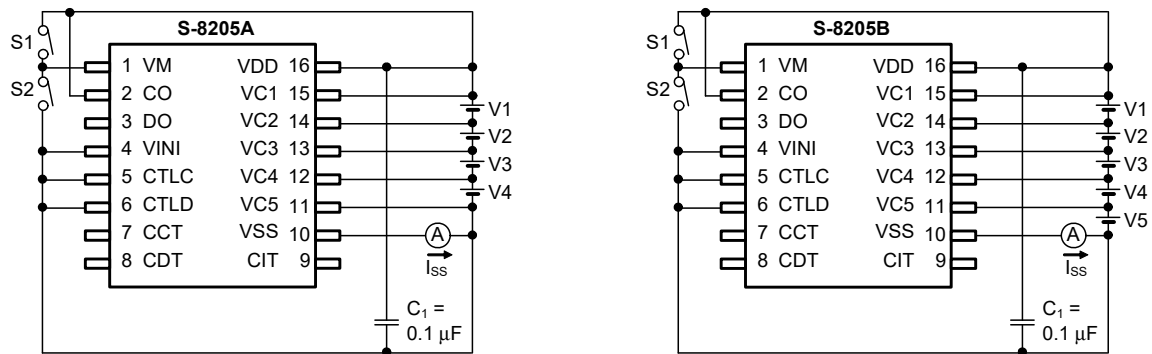 S-8205A
S1
S2
1 VM
2 CO
3 DO
4 VINI
5 CTLC
6 CTLD
7 CCT
8 CDT
VDD 16
VC1 15
VC2 14
VC3 13
VC4 12
VC5 11
VSS 10
CIT 9
V1
V2
V3
V4
A
ISS
C1 =
0.1 μF
S-8205B
S1
S2
1 VM
2 CO
3 DO
4 VINI
5 CTLC
6 CTLD
7 CCT
8 CDT
VDD 16
VC1 15
VC2 14
VC3 13
VC4 12
VC5 11
VSS 10
CIT 9
V1
V2
V3
V4
V5
A
ISS
C1 =
0.1 μF